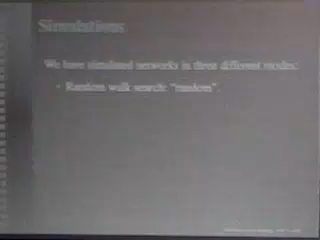 Simulations
We have simulated networks in three different modes:
• Random walk search: "random".